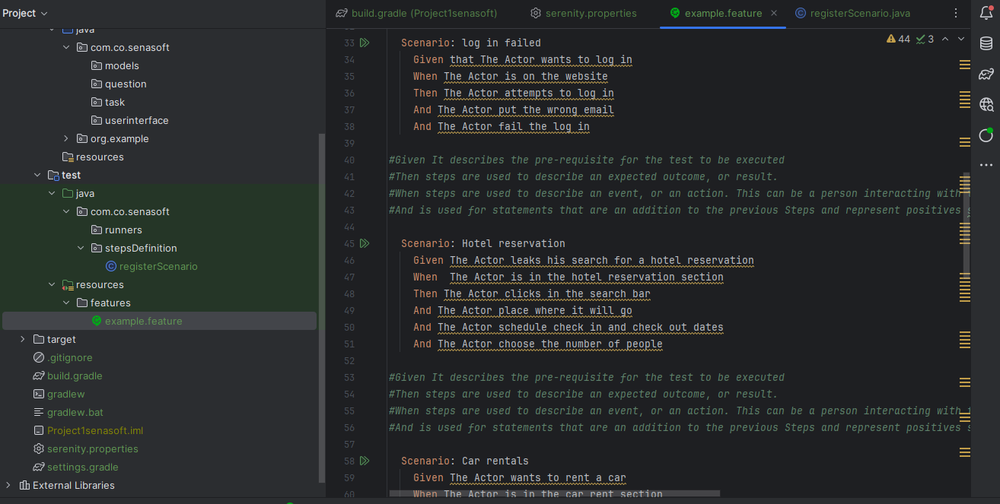 Project
java
com.co.senasoft
models
question
task
userinterface
org.example
resources
test
java
com.co.senasoft
runners
stepsDefinition
registerScenario
resources
features
example.feature
target
.gitignore
build.gradle
gradlew
gradlew.bat
Project1senasoft.iml
serenity.properties
settings.gradle
External Libraries
build.gradle (Project1senasoft) serenity.properties example.feature registerScenario.java
44 3
33 Scenario: log in failed
34 Given that The Actor wants to log in
35 When The Actor is on the website
36 Then The Actor attempts to log in
37 And The Actor put the wrong email
38 And The Actor fail the log in
39
40 #Given It describes the pre-requisite for the test to be executed
41 #Then steps are used to describe an expected outcome, or result.
42 #When steps are used to describe an event, or an action. This can be a person interacting with
43 #And is used for statements that are an addition to the previous Steps and represent positives
44
45 Scenario: Hotel reservation
46 Given The Actor leaks his search for a hotel reservation
47 When  The Actor is in the hotel reservation section
48 Then The Actor clicks in the search bar
49 And The Actor place where it will go
50 And The Actor schedule check in and check out dates
51 And The Actor choose the number of people
52
53 #Given It describes the pre-requisite for the test to be executed
54 #Then steps are used to describe an expected outcome, or result.
55 #When steps are used to describe an event, or an action. This can be a person interacting with
56 #And is used for statements that are an addition to the previous Steps and represent positives
57
58 Scenario: Car rentals
59 Given The Actor wants to rent a car
60 When The Actor is in the car rent section